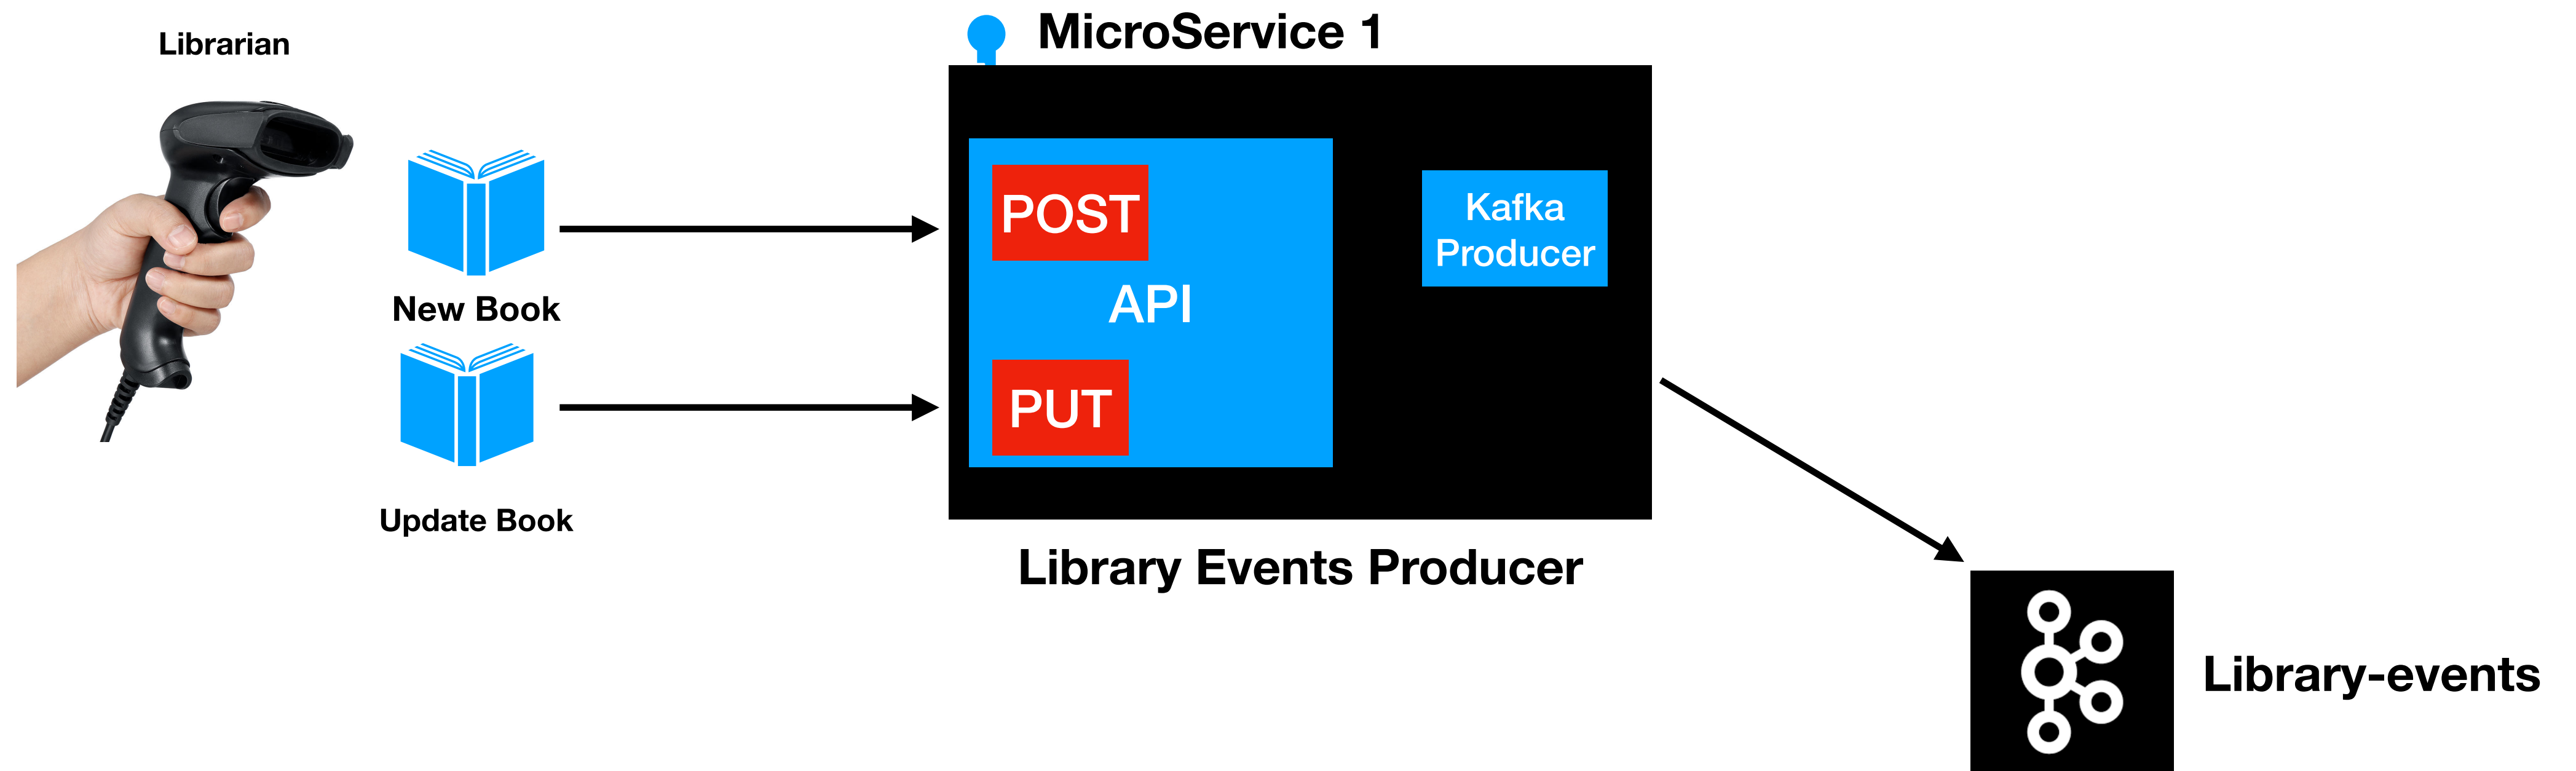 Librarian
New Book
Update Book
MicroService 1
POST
API
PUT
Kafka
Producer
Library Events Producer
Library-events